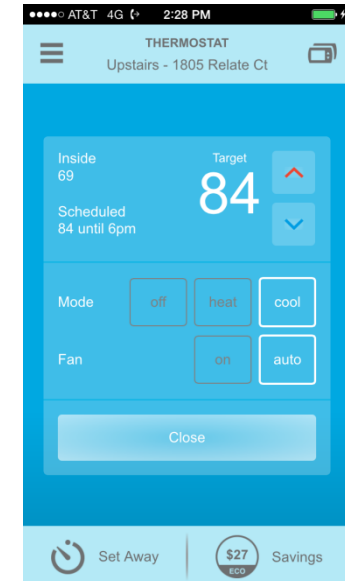 AT&T 4G 2:28 PM
THERMOSTAT
Upstairs - 1805 Relate Ct
Inside
69
Target
84
Scheduled
84 until 6pm
Mode off heat cool
Fan on auto
Close
Set Away
$27
ECO
Savings